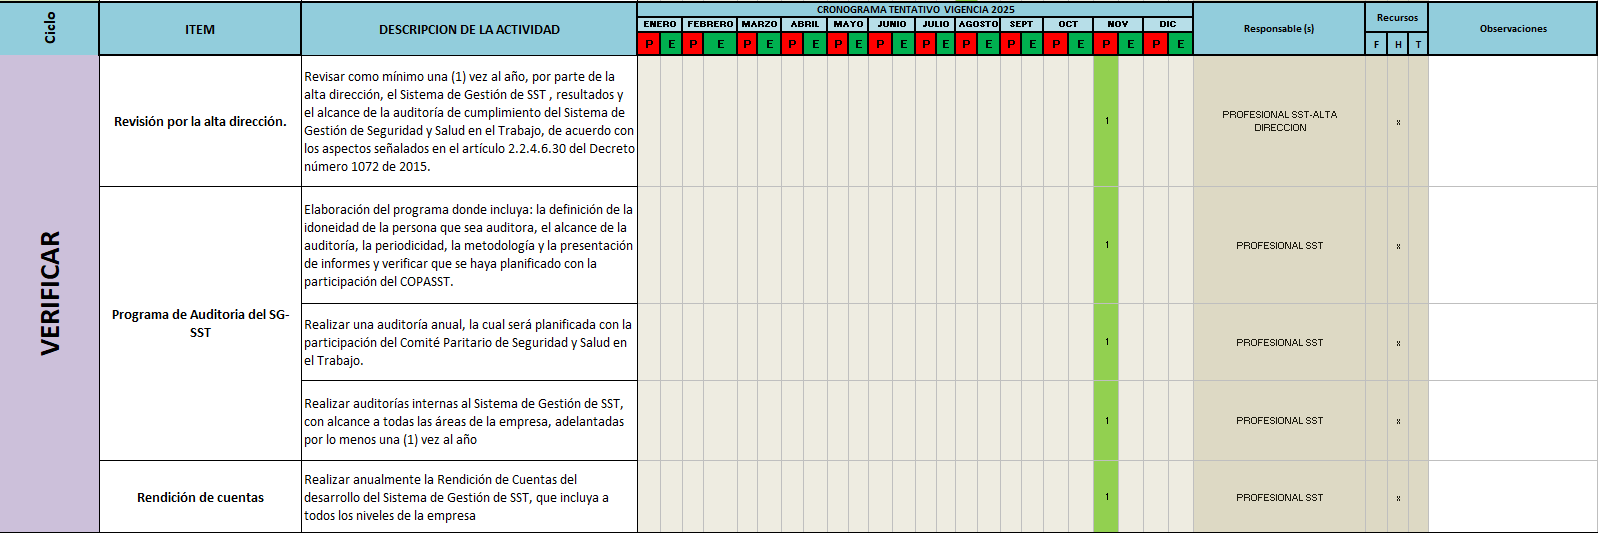 Ciclo
ITEM
DESCRIPCION DE LA ACTIVIDAD
CRONOGRAMA TENTATIVO VIGENCIA 2025
ENERO FEBRERO MARZO ABRIL MAYO JUNIO JULIO AGOSTO SEPT OCT NOV DIC
P E P E P E P E P E P E P E P E P E P E P E P E
Responsable (s)
Recursos
F H T
Observaciones
VERIFICAR
Revisión por la alta dirección.
Revisar como mínimo una (1) vez al año, por parte de la
alta dirección, el Sistema de Gestión de SST , resultados y
el alcance de la auditoría de cumplimiento del Sistema de
Gestión de Seguridad y Salud en el Trabajo, de acuerdo con
los aspectos señalados en el artículo 2.2.4.6.30 del Decreto
número 1072 de 2015.
1
PROFESIONAL SST-ALTA
DIRECCION
x
Programa de Auditoria del SG-
SST
Elaboración del programa donde incluya: la definición de la
idoneidad de la persona que sea auditora, el alcance de la
auditoría, la periodicidad, la metodología y la presentación
de informes y verificar que se haya planificado con la
participación del COPASST.
1
PROFESIONAL SST
x
Realizar una auditoría anual, la cual será planificada con la
participación del Comité Paritario de Seguridad y Salud en
el Trabajo.
1
PROFESIONAL SST
x
Realizar auditorías internas al Sistema de Gestión de SST,
con alcance a todas las áreas de la empresa, adelantadas
por lo menos una (1) vez al año
1
PROFESIONAL SST
x
Rendición de cuentas
Realizar anualmente la Rendición de Cuentas del
desarrollo del Sistema de Gestión de SST, que incluya a
todos los niveles de la empresa
1
PROFESIONAL SST
x